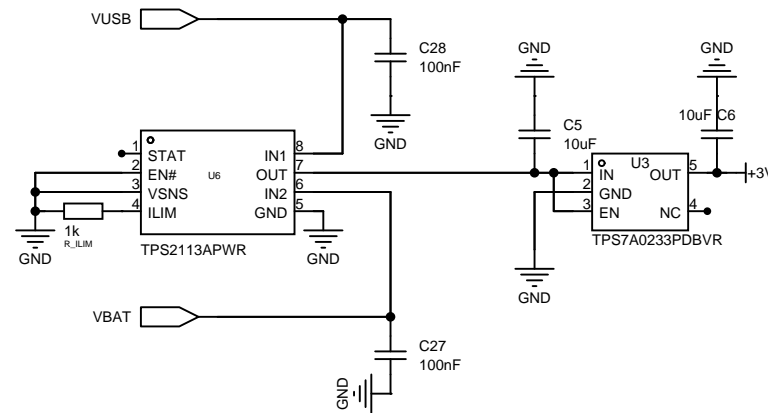 VUSB
C28
100nF
GND
GND
GND
C5
10uF
10uF C6
1 STAT
2 EN#
3 VSNS
4 ILIM
U6
IN1 8
OUT 7
IN2 6
GND 5
TPS2113APWR
1k
R_ILIM
GND
GND
U3
1 IN
2 GND
3 EN
OUT 5
NC 4
TPS7A0233PDBVR
+3V
GND
VBAT
C27
100nF
GND